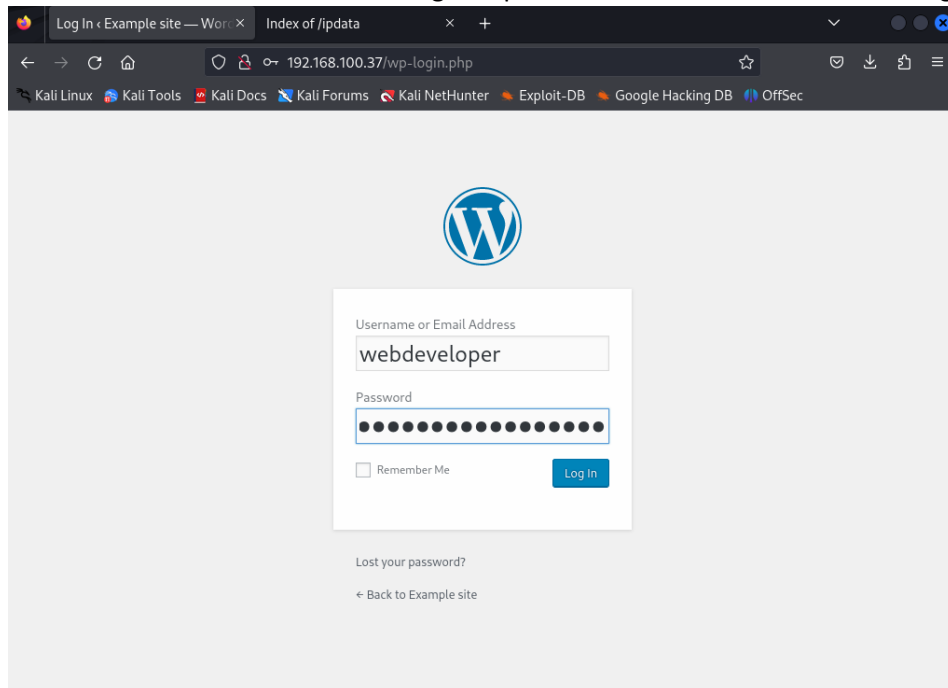 Log In ‹ Example site — Word
Index of /ipdata
192.168.100.37/wp-login.php
Kali Linux Kali Tools Kali Docs Kali Forums Kali NetHunter Exploit-DB Google Hacking DB OffSec
Username or Email Address
webdeveloper
Password
Remember Me
Log In
Lost your password?
← Back to Example site